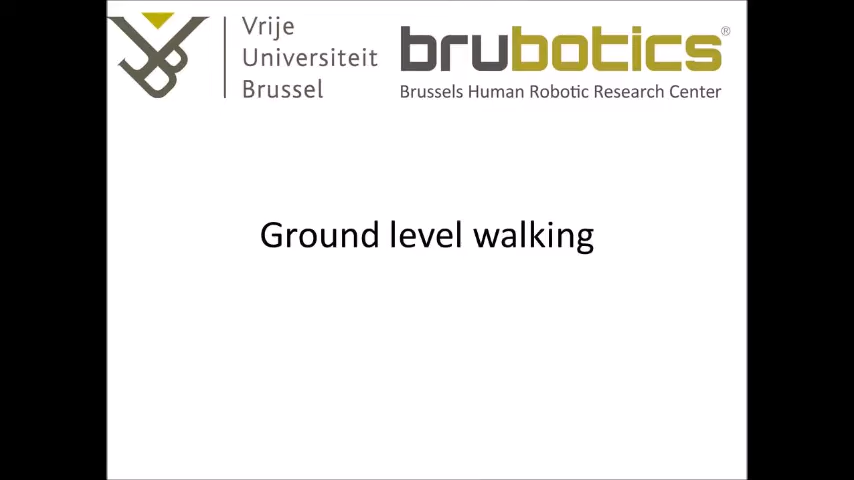 Vrije
Universiteit
Brussel
brubotics®
Brussels Human Robotic Research Center
Ground level walking